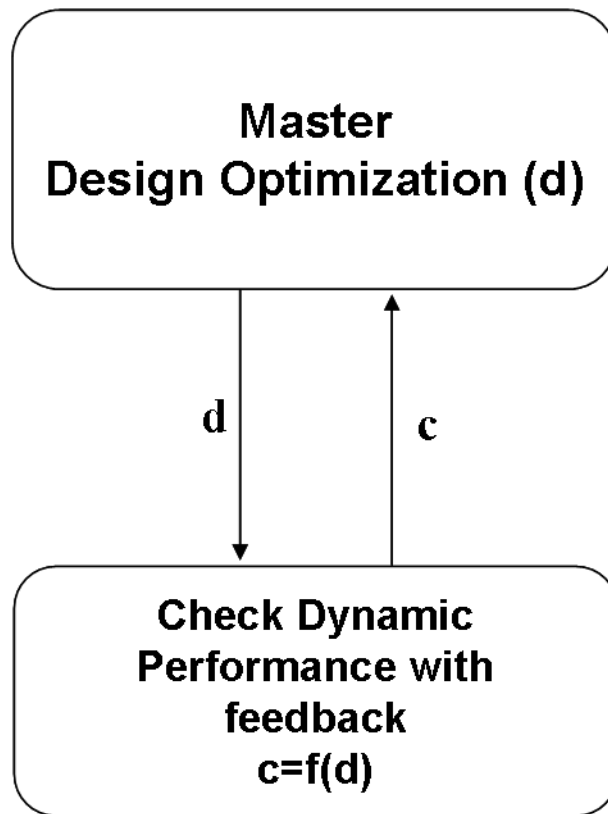 Master
Design Optimization (d)
d
c
Check Dynamic
Performance with
feedback
c=f(d)